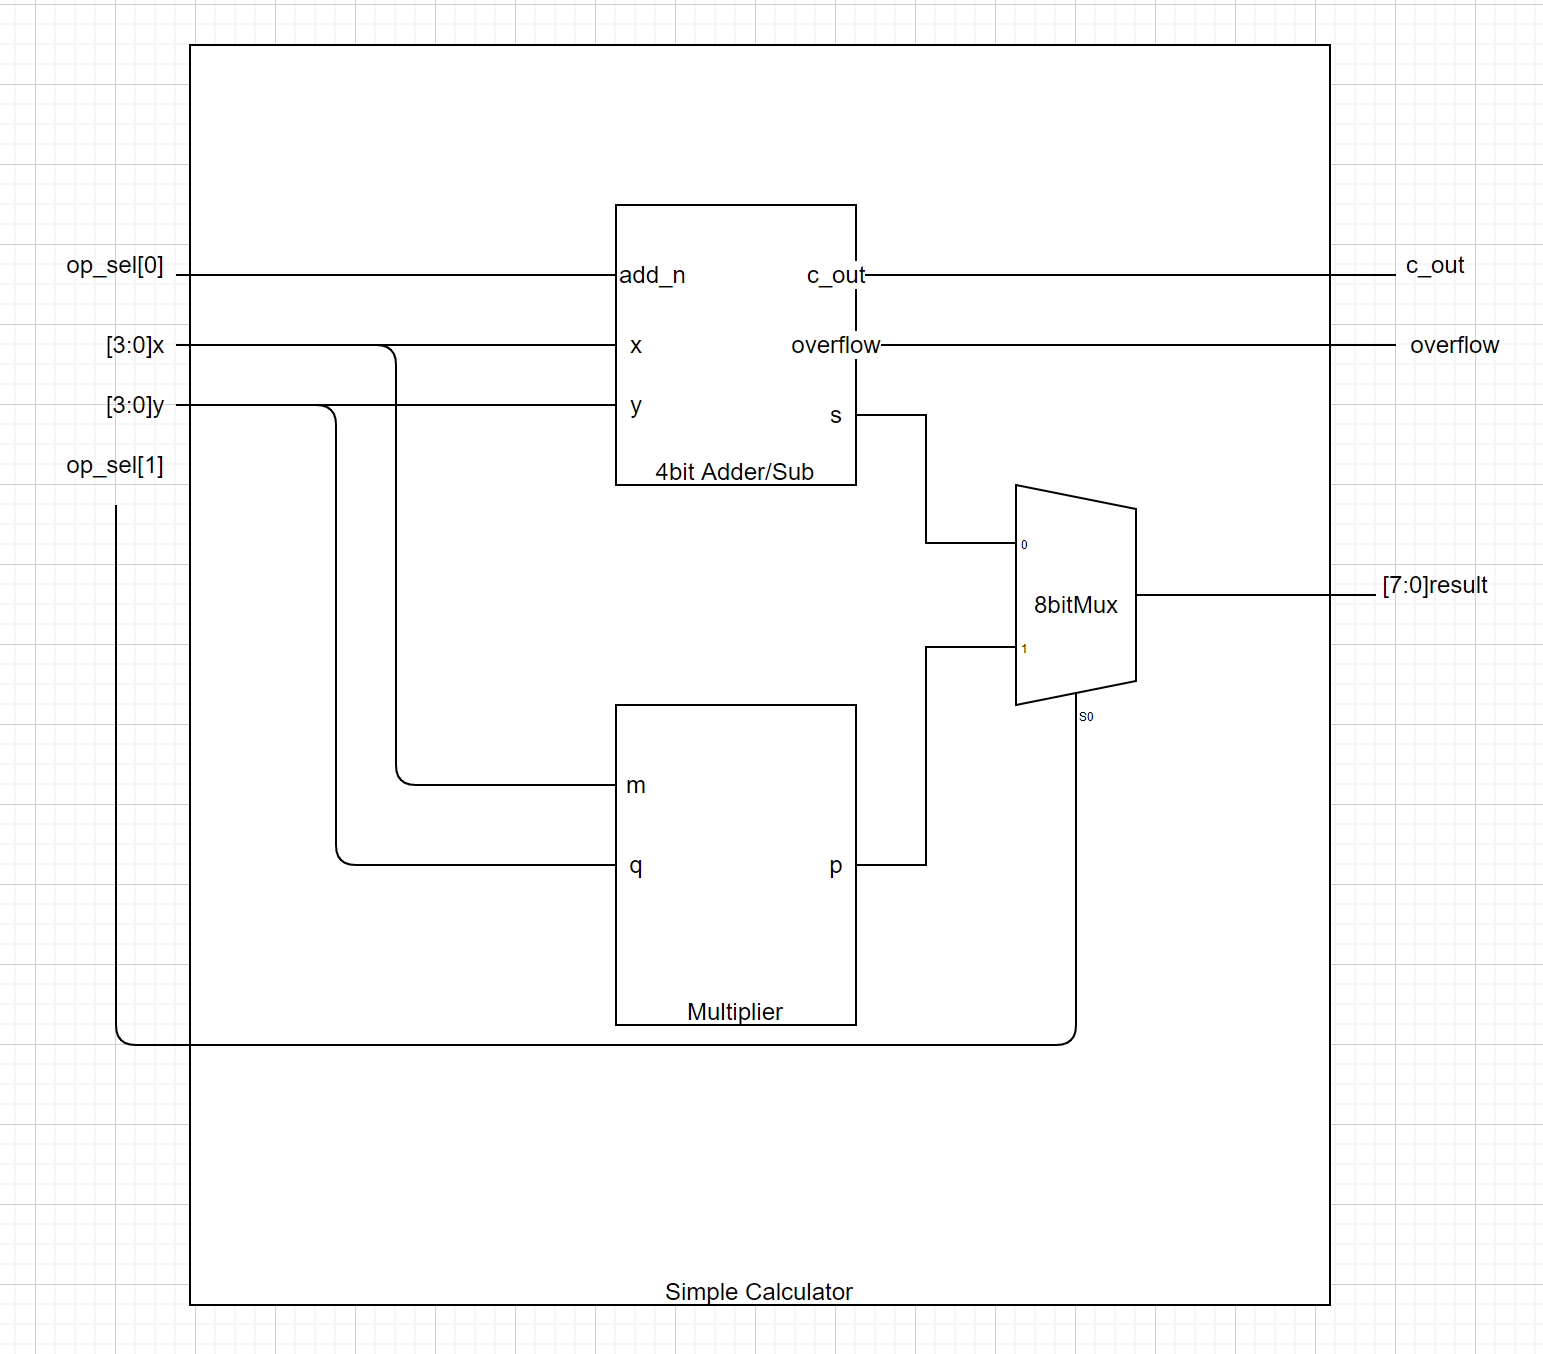 op_sel[0]
add_n
c_out
c_out
[3:0]x
x
overflow
overflow
[3:0]y
y
s
op_sel[1]
4bit Adder/Sub
0
8bitMux
[7:0]result
1
S0
m
q
p
Multiplier
Simple Calculator